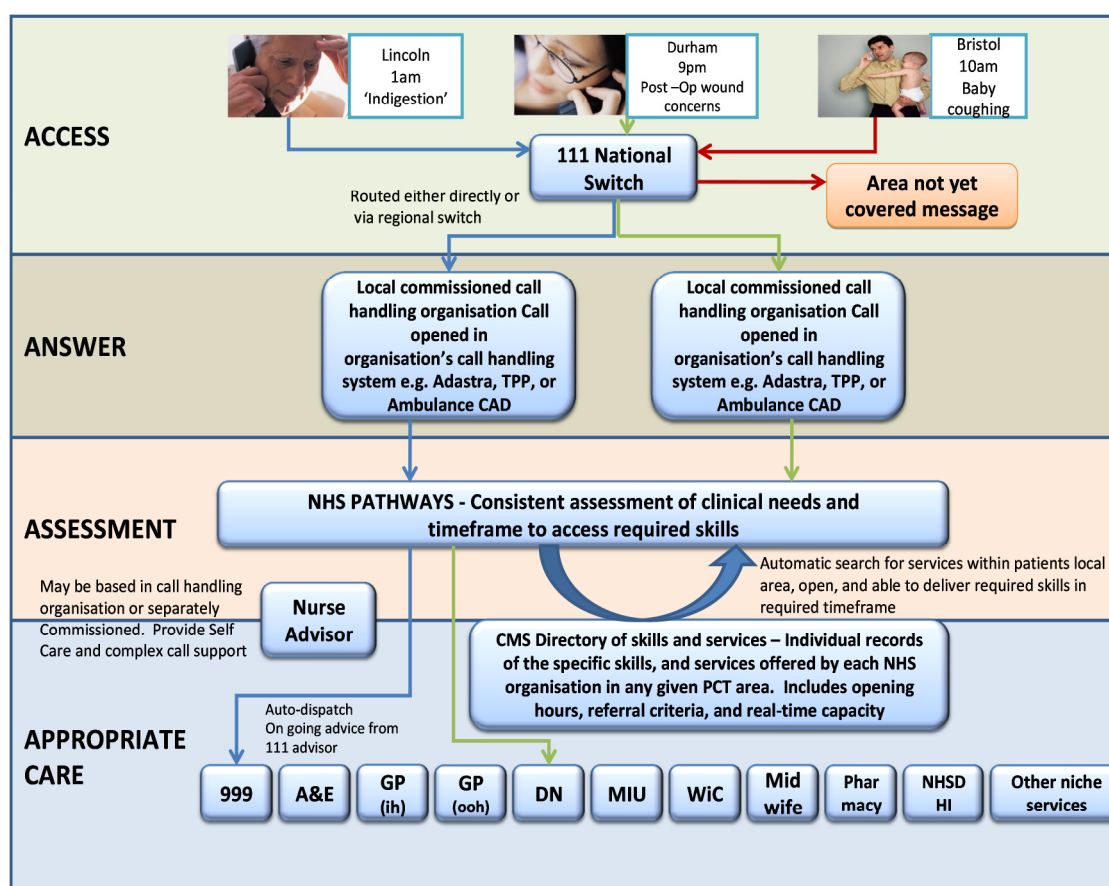 Lincoln
1am
‘Indigestion’
Durham
9pm
Post –Op wound
concerns
Bristol
10am
Baby
coughing
ACCESS
111 National
Switch
Area not yet
covered message
Routed either directly or
via regional switch
ANSWER
Local commissioned call
handling organisation Call
opened in
organisation’s call handling
system e.g. Adastra, TPP, or
Ambulance CAD
Local commissioned call
handling organisation Call
opened in
organisation’s call handling
system e.g. Adastra, TPP, or
Ambulance CAD
ASSESSMENT
NHS PATHWAYS - Consistent assessment of clinical needs and
timeframe to access required skills
Automatic search for services within patients local
area, open, and able to deliver required skills in
required timeframe
May be based in call handling
organisation or separately
Commissioned. Provide Self
Care and complex call support
Nurse
Advisor
CMS Directory of skills and services – Individual records
of the specific skills, and services offered by each NHS
organisation in any given PCT area. Includes opening
hours, referral criteria, and real-time capacity
APPROPRIATE
CARE
Auto-dispatch
On going advice from
111 advisor
999
A&E
GP
(ih)
GP
(ooh)
DN
MIU
WiC
Mid
wife
Phar
macy
NHSD
HI
Other niche
services